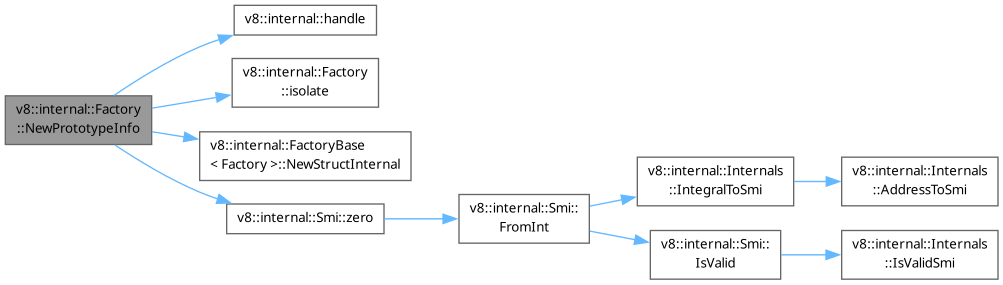 v8::internal::Factory
::NewPrototypeInfo
v8::internal::handle
v8::internal::Factory
::isolate
v8::internal::FactoryBase
< Factory >::NewStructInternal
v8::internal::Smi::zero
v8::internal::Smi::
FromInt
v8::internal::Internals
::IntegralToSmi
v8::internal::Internals
::AddressToSmi
v8::internal::Smi::
IsValid
v8::internal::Internals
::IsValidSmi